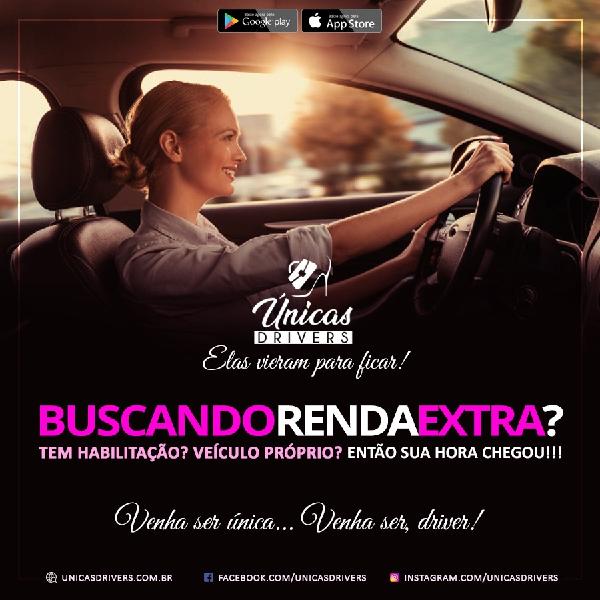 Google play
App Store
Únicas
DRIVERS
Elas vieram para ficar!
BUSCANDORENDAEXTRA?
TEM HABILITAÇÃO? VEÍCULO PRÓPRIO? ENTÃO SUA HORA CHEGOU!!!
Venha ser única... Venha ser, driver!
UNICASDRIVERS.COM.BR FACEBOOK.COM/UNICASDRIVERS INSTAGRAM.COM/UNICASDRIVERS